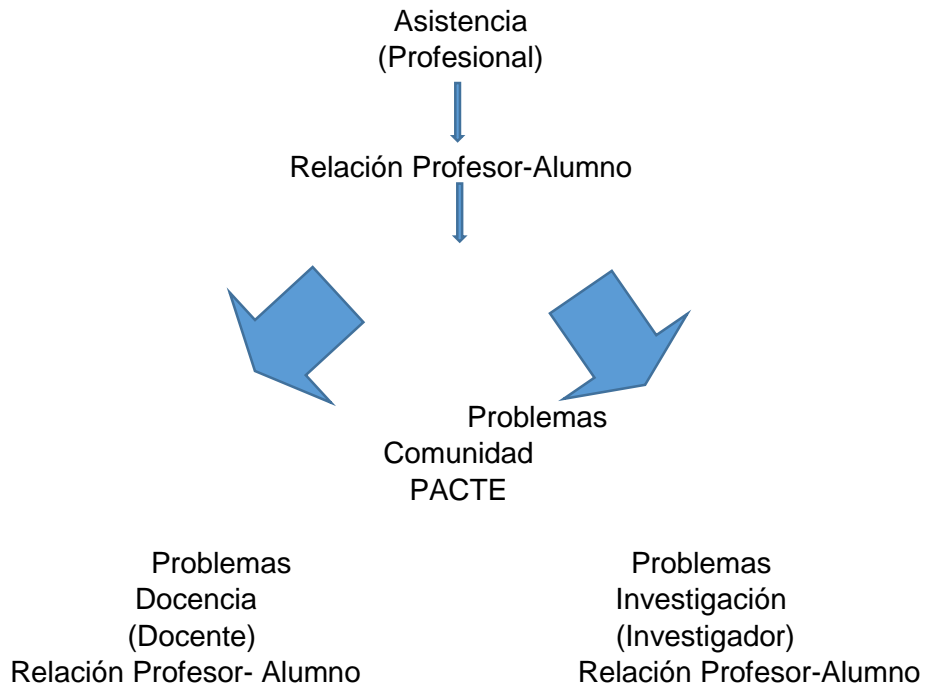 Asistencia
(Profesional)
Relación Profesor-Alumno
Problemas
Comunidad
PACTE
Problemas
Docencia
(Docente)
Relación Profesor- Alumno
Problemas
Investigación
(Investigador)
Relación Profesor-Alumno